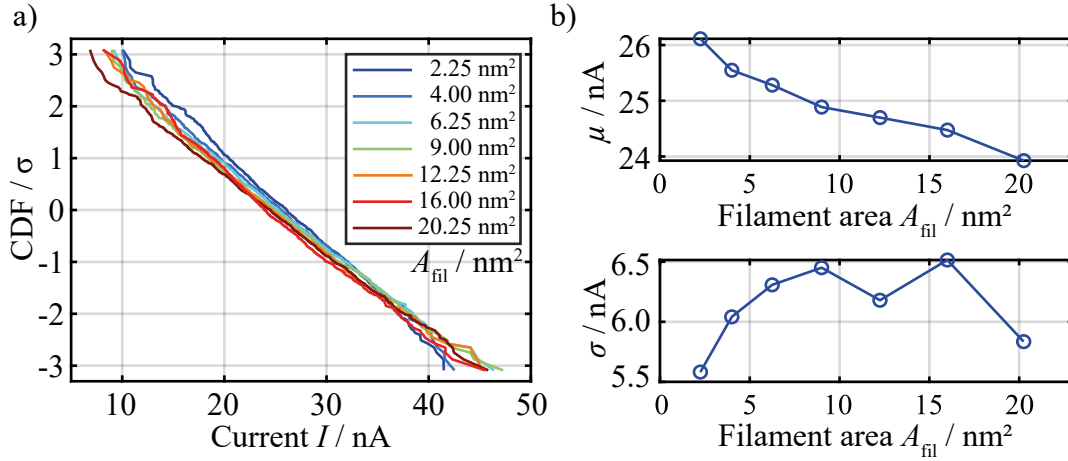 a)
CDF / σ
3
2
1
0
-1
-2
-3
10
20
30
40
50
Current I / nA
2.25 nm²
4.00 nm²
6.25 nm²
9.00 nm²
12.25 nm²
16.00 nm²
20.25 nm²
A_fil / nm²
b)
μ / nA
26
25
24
0
5
10
15
20
Filament area A_fil / nm²
σ / nA
6.5
6.0
5.5
0
5
10
15
20
Filament area A_fil / nm²